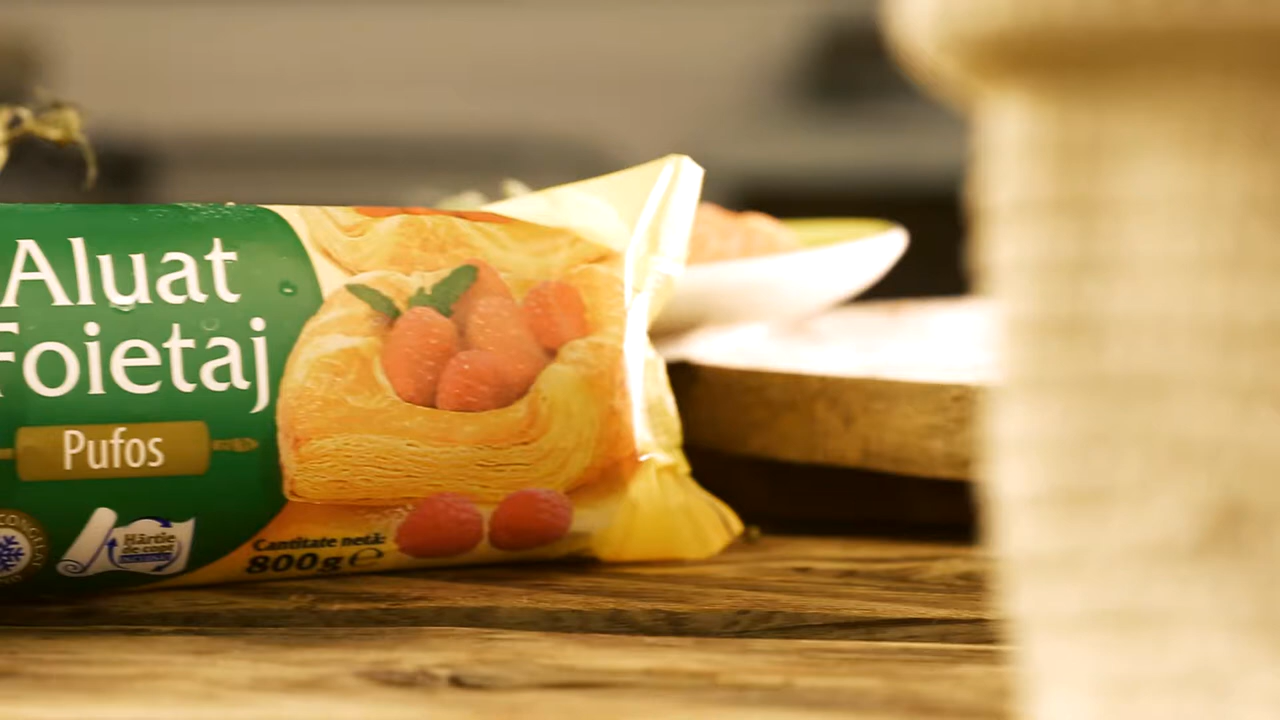 Aluat
Foietaj
Pufos
Hârtie
de copt
Cantitate netă:
800g e